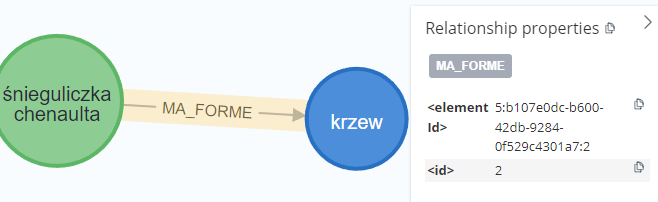 śnieguliczka
chenaulta
MA_FORME
krzew
Relationship properties
MA_FORME
<element Id> 5:b107e0dc-b600-
42db-9284-
0f529c4301a7:2
<id> 2